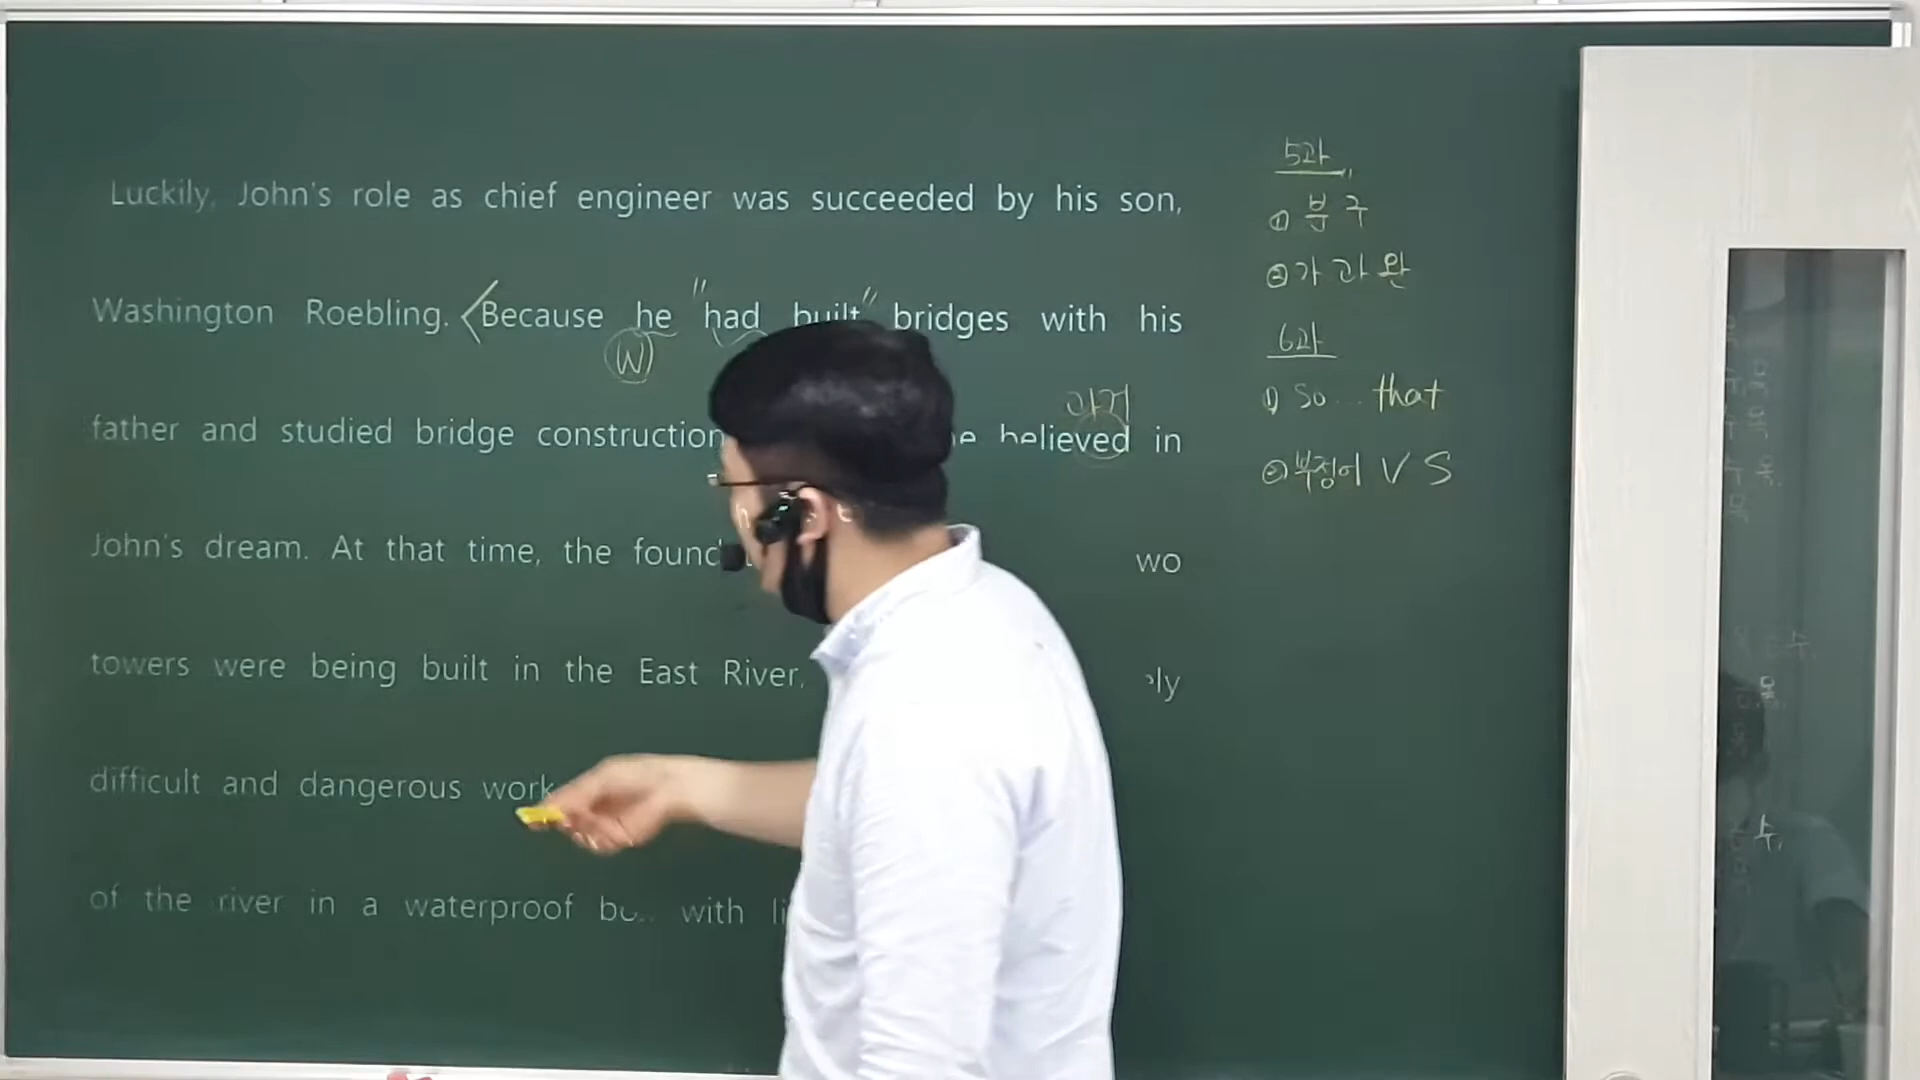 Luckily, John's role as chief engineer was succeeded by his son,
Washington Roebling. <Because he "had built" bridges with his
W
father and studied bridge construction believed in
아저
John's dream. At that time, the wo
towers were being built in the East River, ly
difficult and dangerous work
of the river in a waterproof with li
5과
① 분 구
② 가 과 완
6과
① so ... that
② 부정어 V S